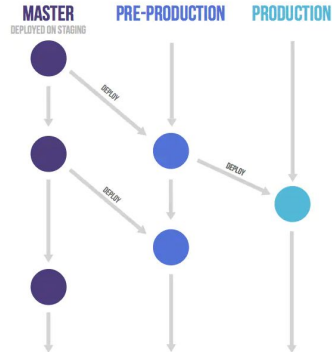 MASTER
DEPLOYED ON STAGING
PRE-PRODUCTION
PRODUCTION
DEPLOY
DEPLOY
DEPLOY